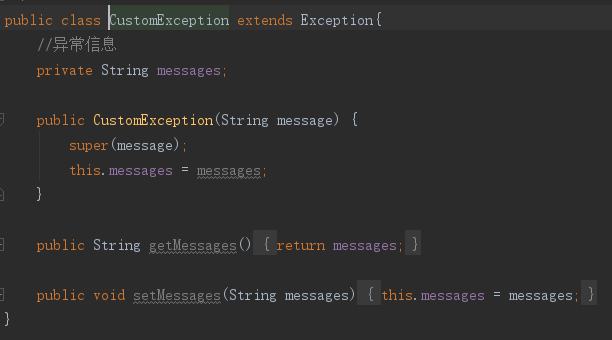 public class CustomException extends Exception{
//异常信息
private String messages;
public CustomException(String message) {
super(message);
this.messages = messages;
}
public String getMessages() { return messages; }
public void setMessages(String messages) { this.messages = messages; }
}